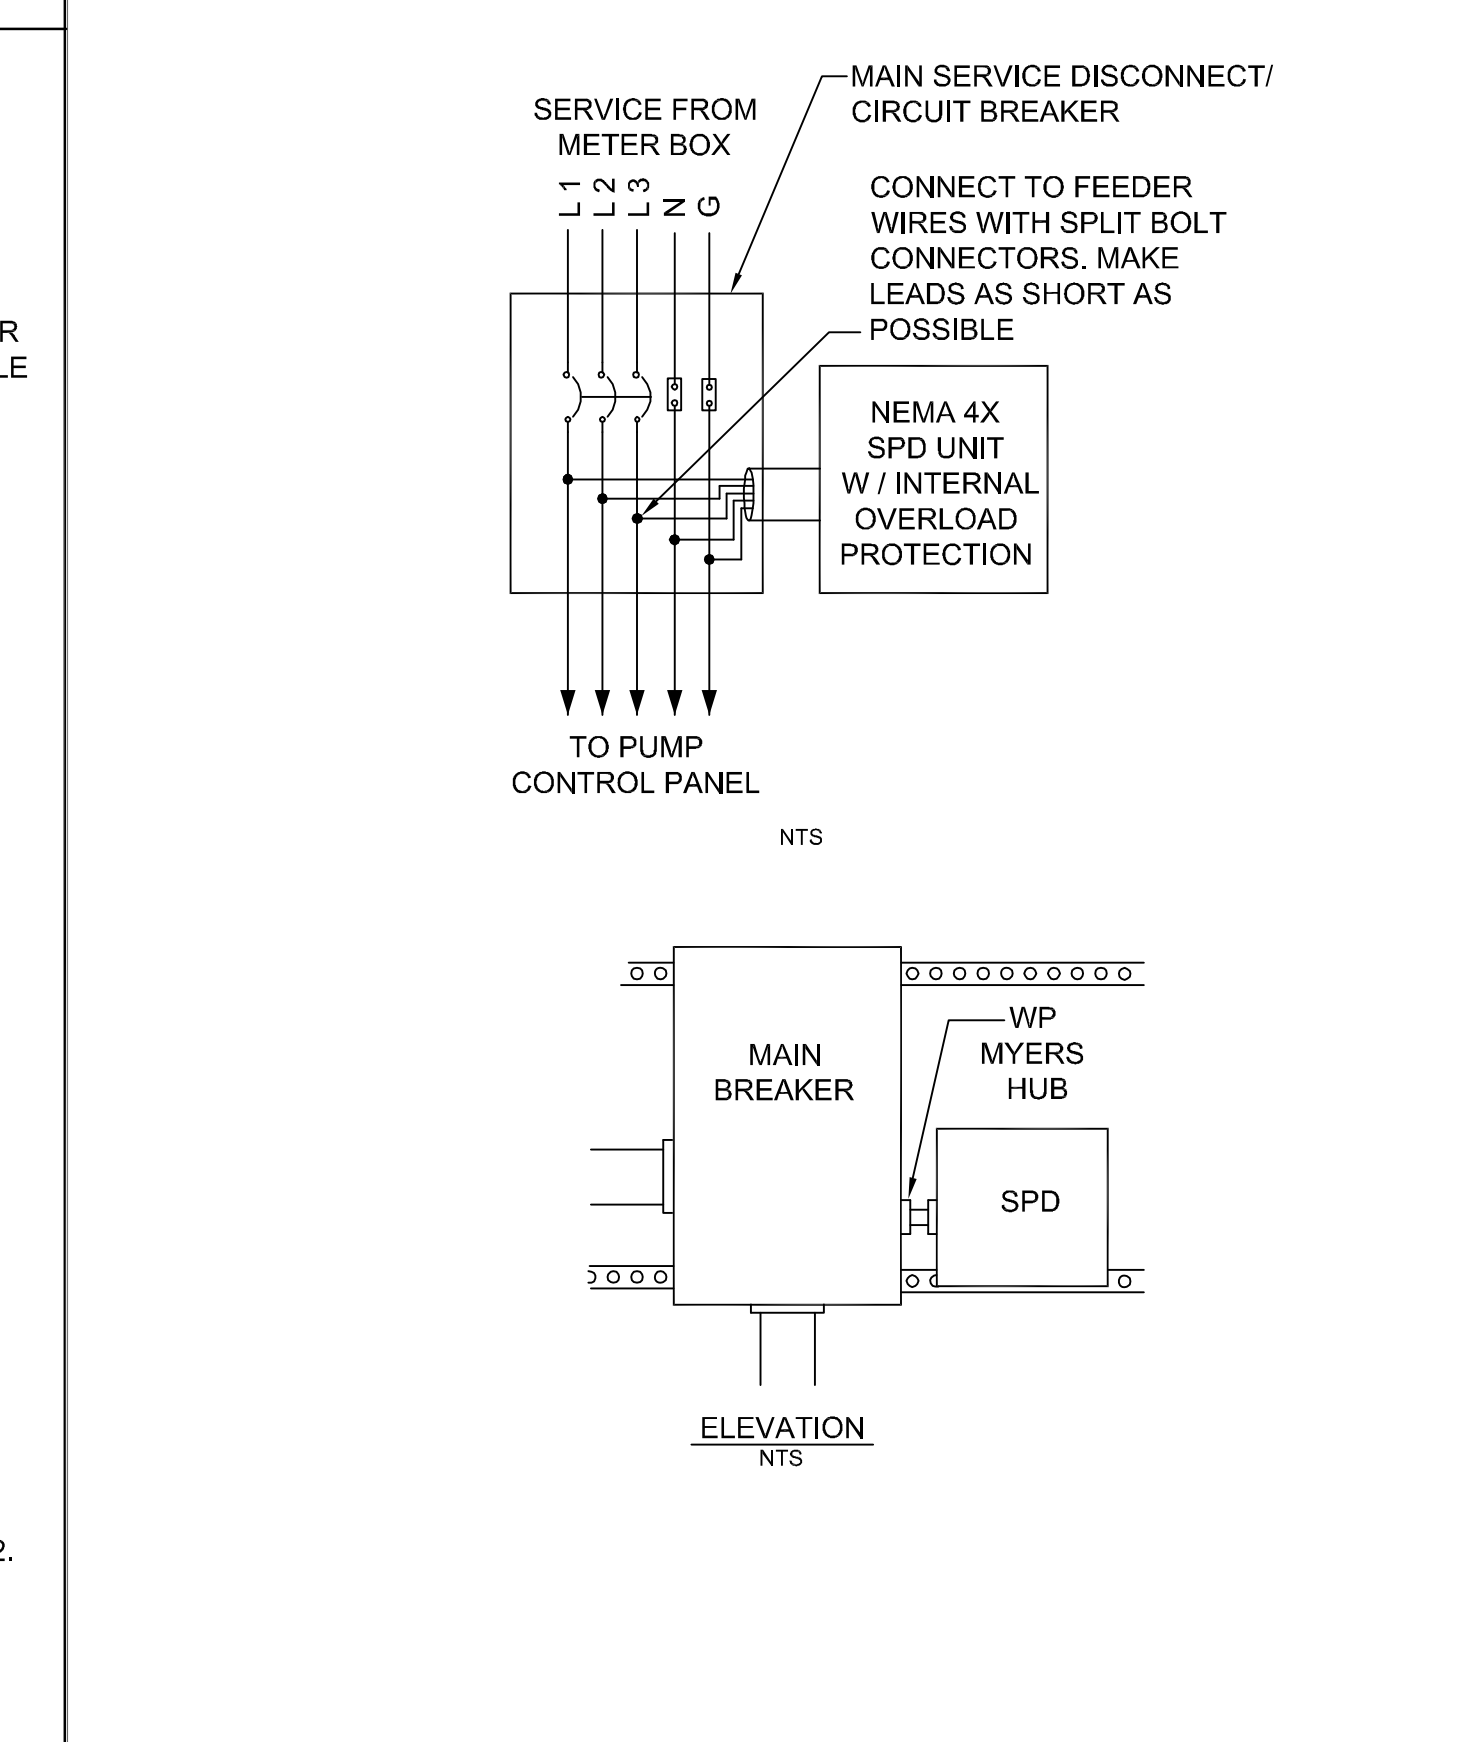 MAIN SERVICE DISCONNECT/
CIRCUIT BREAKER
SERVICE FROM
METER BOX
L1
L2
L3
N
G
CONNECT TO FEEDER
WIRES WITH SPLIT BOLT
CONNECTORS. MAKE
LEADS AS SHORT AS
POSSIBLE
R
LE
NEMA 4X
SPD UNIT
W / INTERNAL
OVERLOAD
PROTECTION
TO PUMP
CONTROL PANEL
NTS
WP
MYERS
HUB
MAIN
BREAKER
SPD
ELEVATION
NTS
2.